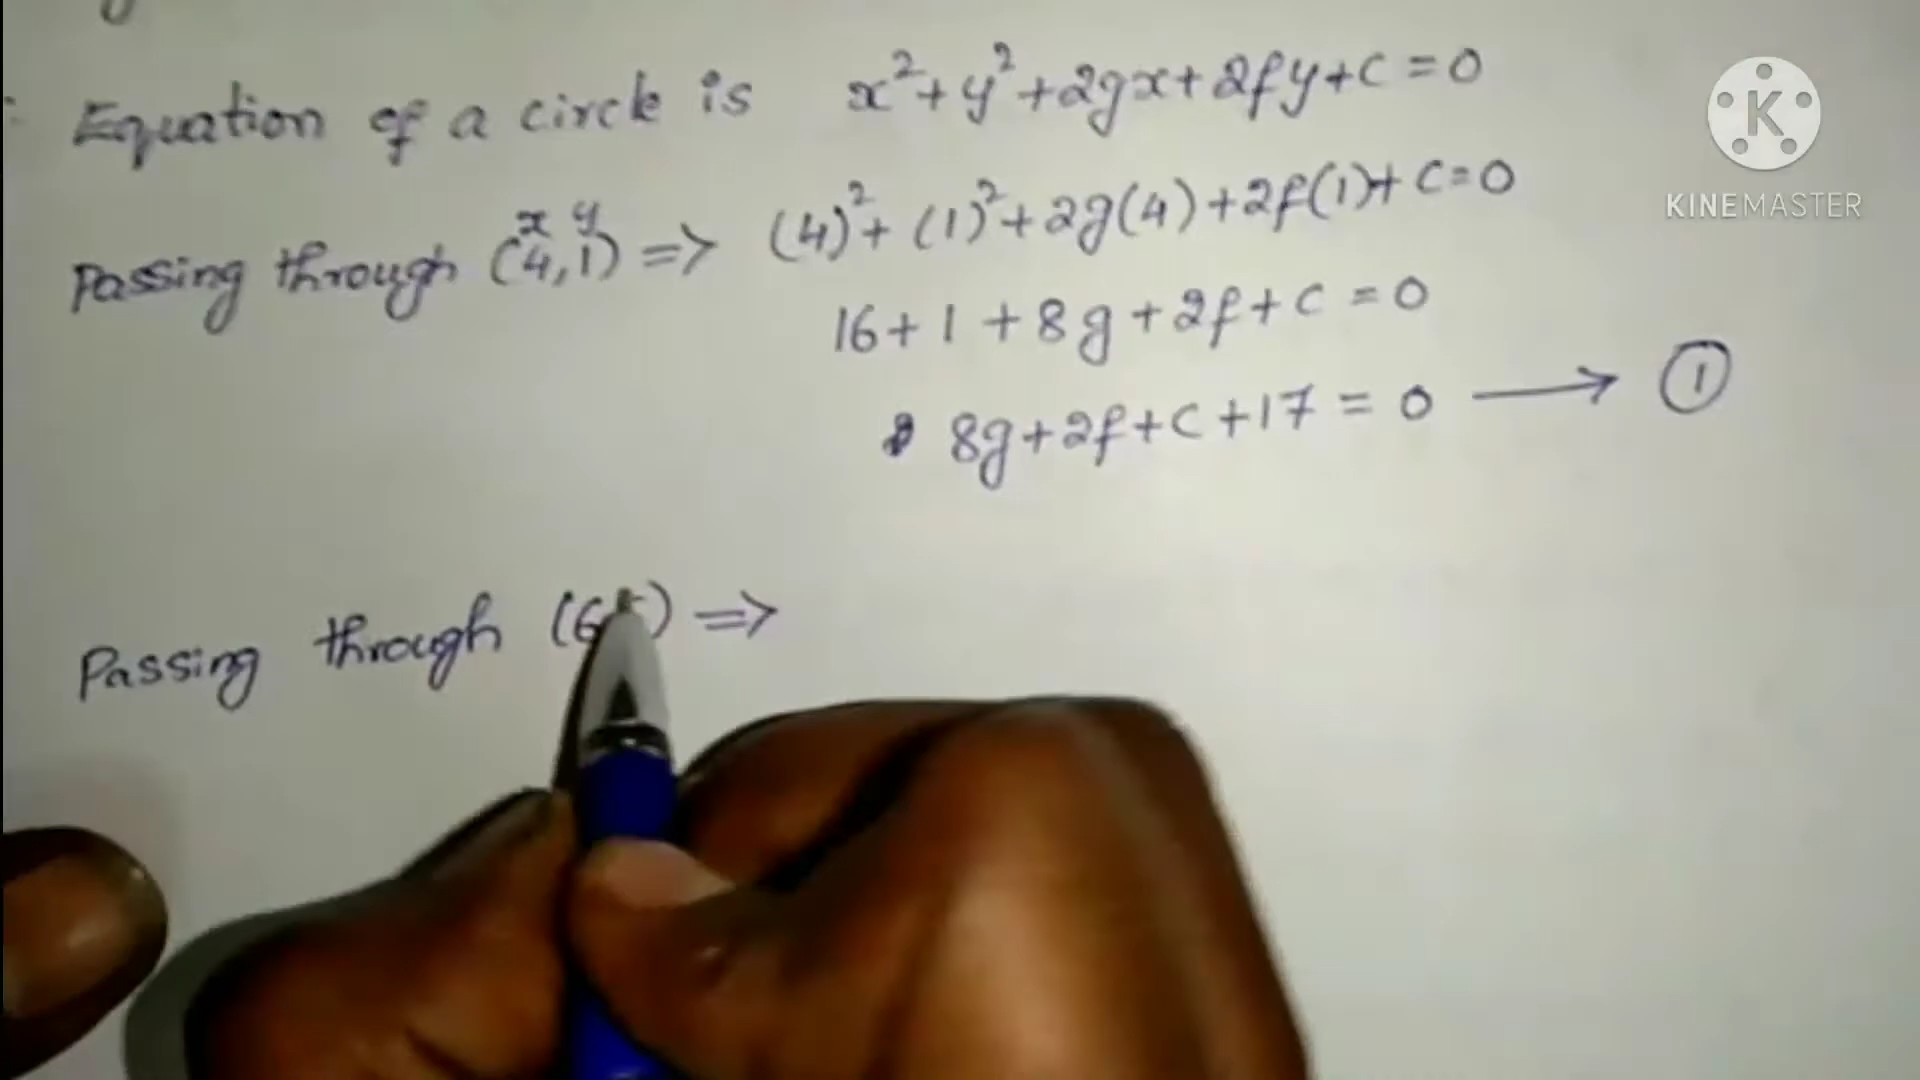 Equation of a circle is x²+y²+2gx+2fy+c=0
x y
Passing through (4,1) => (4)²+(1)²+2g(4)+2f(1)+c=0
16+1+8g+2f+c=0
8g+2f+c+17=0 → ①
Passing through (6 ) =>
K
KINEMASTER